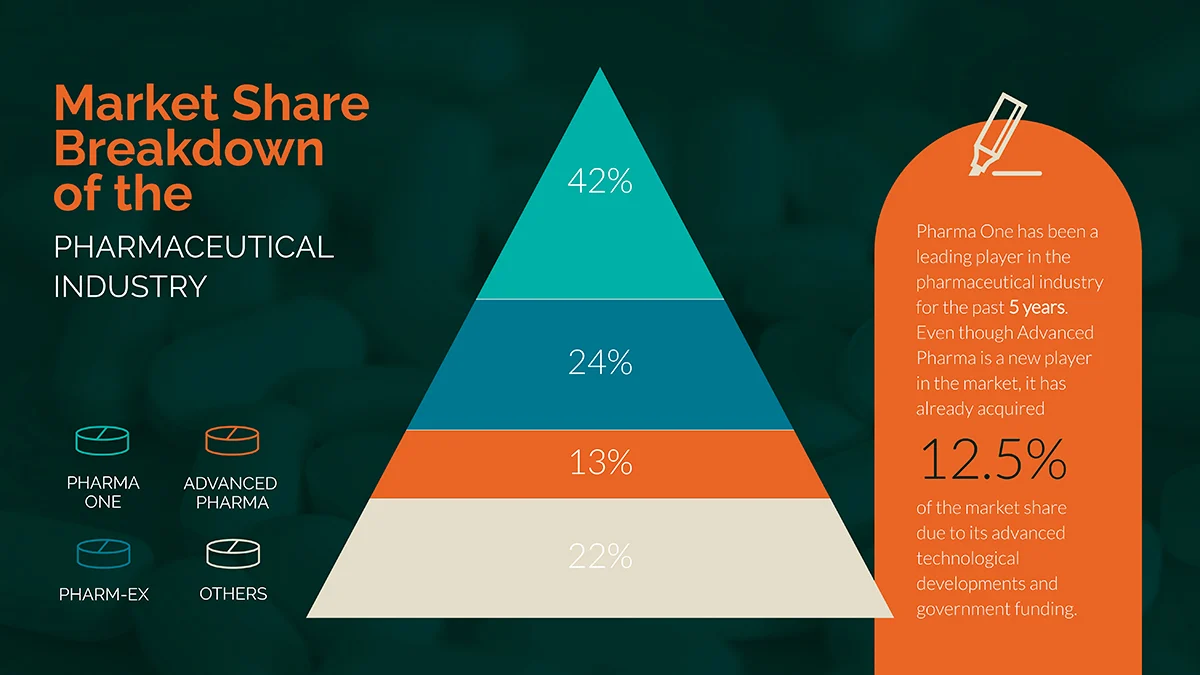 Market Share
Breakdown
of the
PHARMACEUTICAL
INDUSTRY
PHARMA
ONE
ADVANCED
PHARMA
PHARM-EX
OTHERS
42%
24%
13%
22%
Pharma One has been a
leading player in the
pharmaceutical industry
for the past 5 years.
Even though Advanced
Pharma is a new player
in the market, it has
already acquired
12.5%
of the market share
due to its advanced
technological
developments and
government funding.